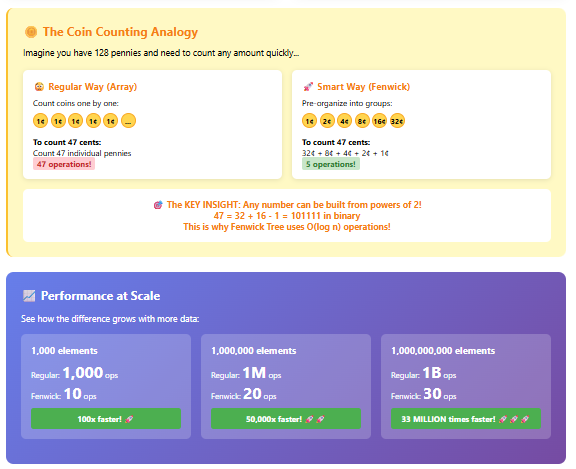 The Coin Counting Analogy
Imagine you have 128 pennies and need to count any amount quickly...
Regular Way (Array)
Count coins one by one:
1¢ 1¢ 1¢ 1¢ 1¢ ...
To count 47 cents:
Count 47 individual pennies
47 operations!
Smart Way (Fenwick)
Pre-organize into groups:
1¢ 2¢ 4¢ 8¢ 16¢ 32¢
To count 47 cents:
32¢ + 8¢ + 4¢ + 2¢ + 1¢
5 operations!
🎯 The KEY INSIGHT: Any number can be built from powers of 2!
47 = 32 + 16 - 1 = 101111 in binary
This is why Fenwick Tree uses O(log n) operations!
Performance at Scale
See how the difference grows with more data:
1,000 elements
Regular: 1,000 ops
Fenwick: 10 ops
100x faster! 🚀
1,000,000 elements
Regular: 1M ops
Fenwick: 20 ops
50,000x faster! 🚀 🚀
1,000,000,000 elements
Regular: 1B ops
Fenwick: 30 ops
33 MILLION times faster! 🚀 🚀 🚀